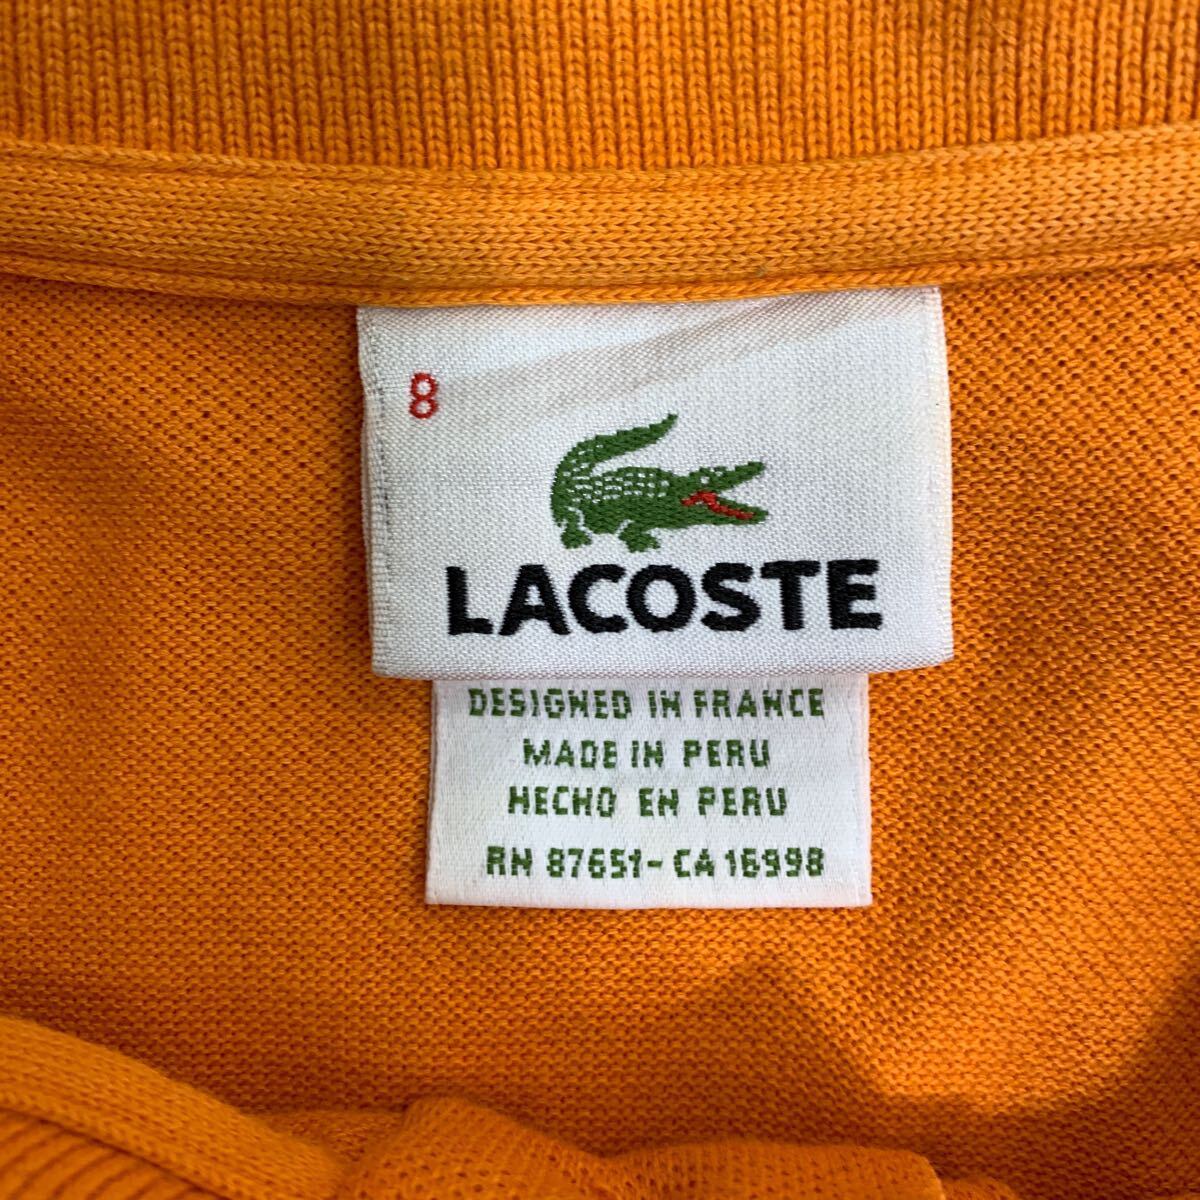 8
LACOSTE
DESIGNED IN FRANCE
MADE IN PERU
HECHO EN PERU
RN 87651-CA 16998